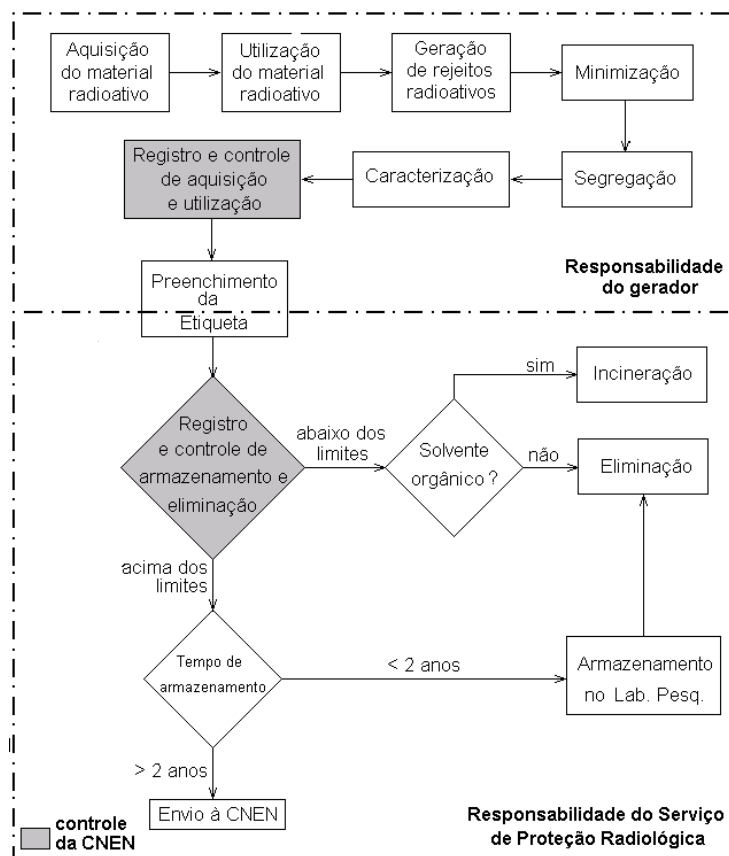 Aquisição
do material
radioativo
Utilização
do material
radioativo
Geração
de rejeitos
radioativos
Minimização
Registro e controle
de aquisição
e utilização
Caracterização
Segregação
Preenchimento
da
Etiqueta
Responsabilidade
do gerador
Registro
e controle de
armazenamento e
eliminação
abaixo dos
limites
Solvente
orgânico ?
sim
Incineração
não
Eliminação
acima dos
limites
Tempo de
armazenamento
< 2 anos
Armazenamento
no Lab. Pesq.
> 2 anos
Envio à CNEN
controle
da CNEN
Responsabilidade do Serviço
de Proteção Radiológica